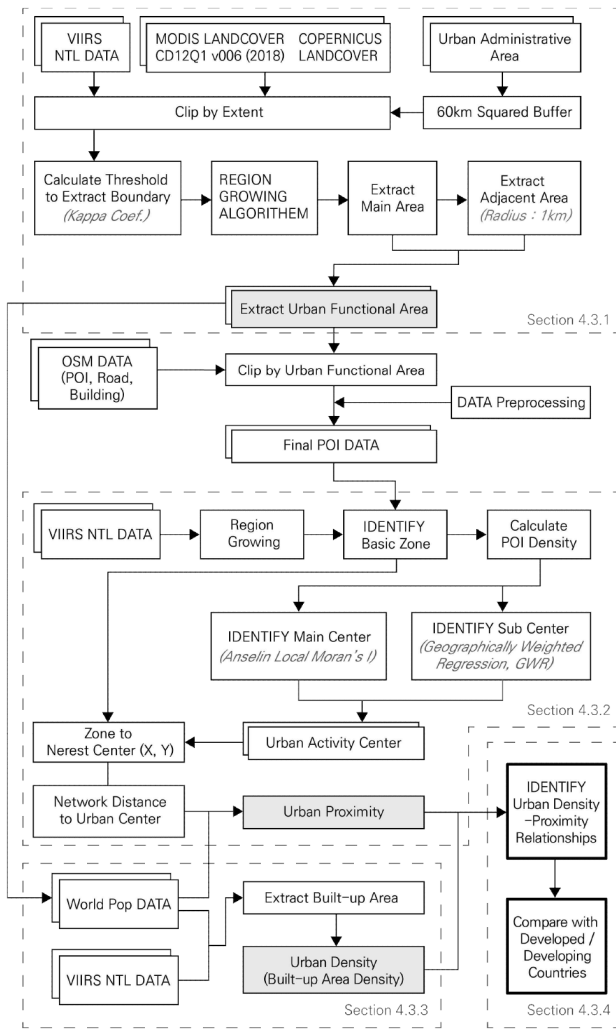 VIIRS
NTL DATA
MODIS LANDCOVER
CD12Q1 v006 (2018)
COPERNICUS
LANDCOVER
Urban Administrative
Area
Clip by Extent
60km Squared Buffer
Calculate Threshold
to Extract Boundary
(Kappa Coef.)
REGION
GROWING
ALGORITHEM
Extract
Main Area
Extract
Adjacent Area
(Radius : 1km)
Extract Urban Functional Area
Section 4.3.1
OSM DATA
(POI, Road,
Building)
Clip by Urban Functional Area
DATA Preprocessing
Final POI DATA
VIIRS NTL DATA
Region
Growing
IDENTIFY
Basic Zone
Calculate
POI Density
IDENTIFY Main Center
(Anselin Local Moran's I)
IDENTIFY Sub Center
(Geographically Weighted
Regression, GWR)
Section 4.3.2
Zone to
Nerest Center (X, Y)
Urban Activity Center
Network Distance
to Urban Center
Urban Proximity
IDENTIFY
Urban Density
-Proximity
Relationships
World Pop DATA
Extract Built-up Area
VIIRS NTL DATA
Urban Density
(Built-up Area Density)
Compare with
Developed /
Developing
Countries
Section 4.3.3
Section 4.3.4